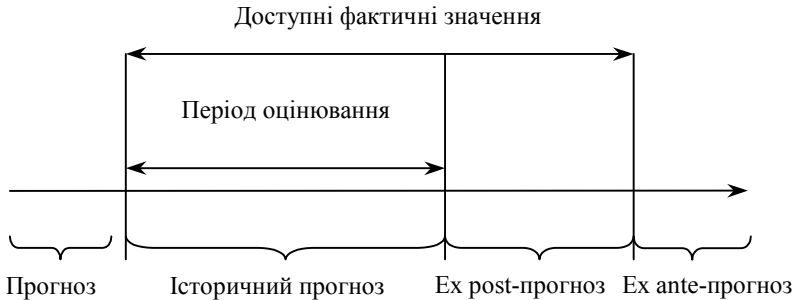 Доступні фактичні значення
Період оцінювання
Прогноз Історичний прогноз Ex post-прогноз Ex ante-прогноз